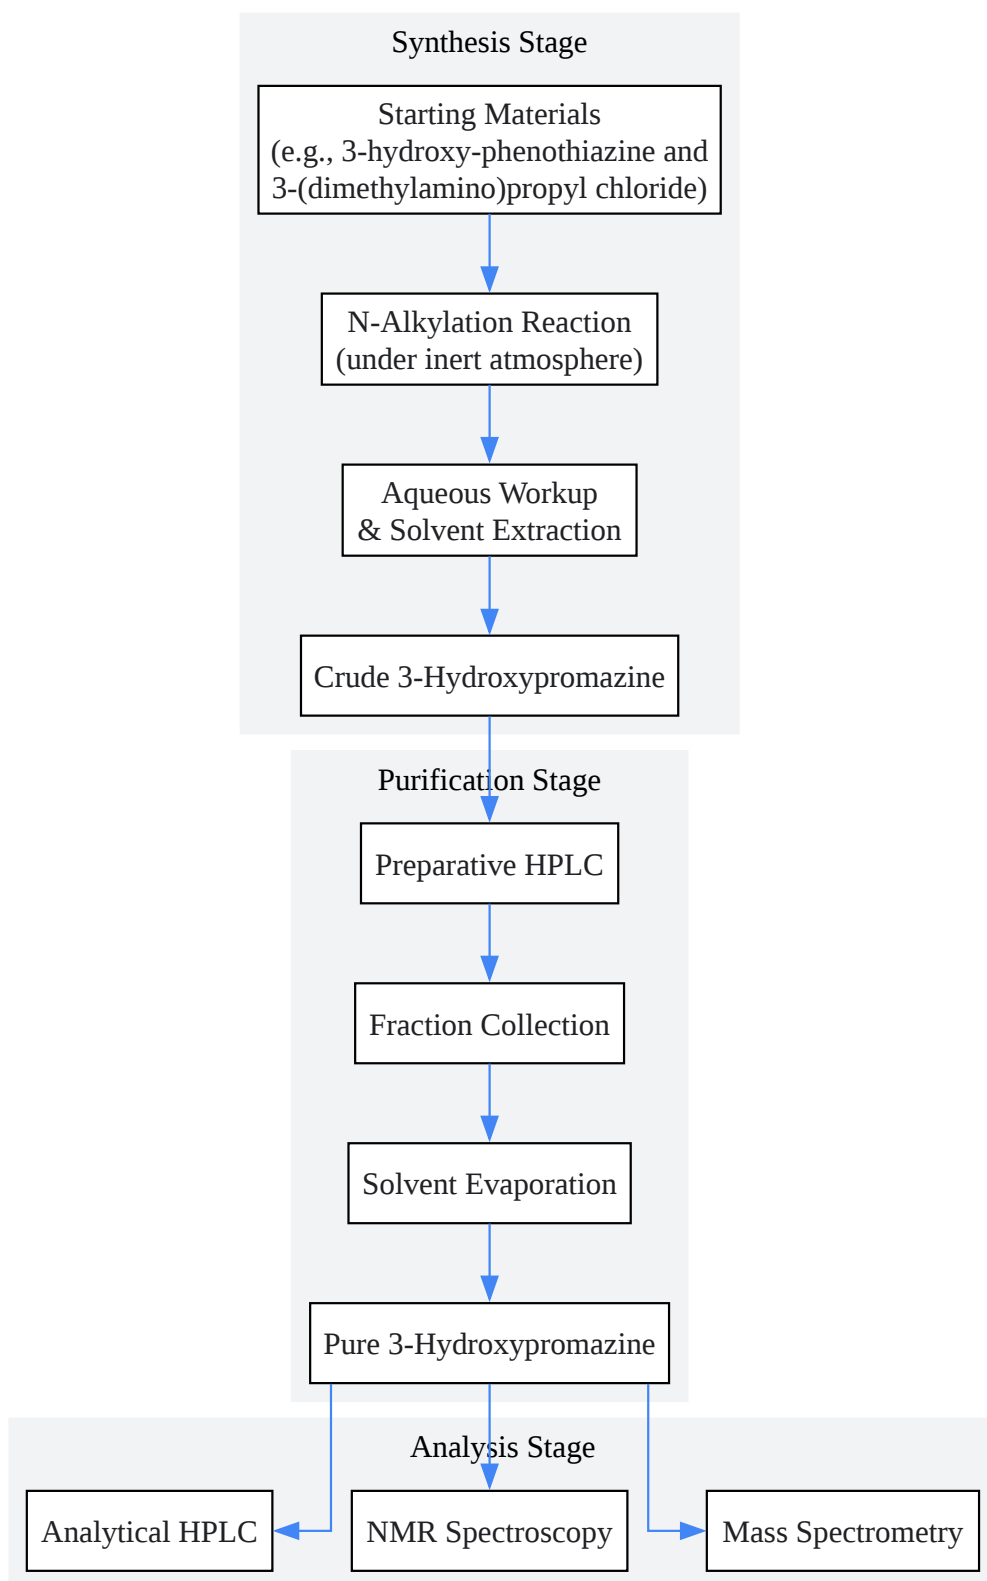 Synthesis Stage
Starting Materials
(e.g., 3-hydroxy-phenothiazine and
3-(dimethylamino)propyl chloride)
N-Alkylation Reaction
(under inert atmosphere)
Aqueous Workup
& Solvent Extraction
Crude 3-Hydroxypromazine
Purification Stage
Preparative HPLC
Fraction Collection
Solvent Evaporation
Pure 3-Hydroxypromazine
Analysis Stage
Analytical HPLC
NMR Spectroscopy
Mass Spectrometry